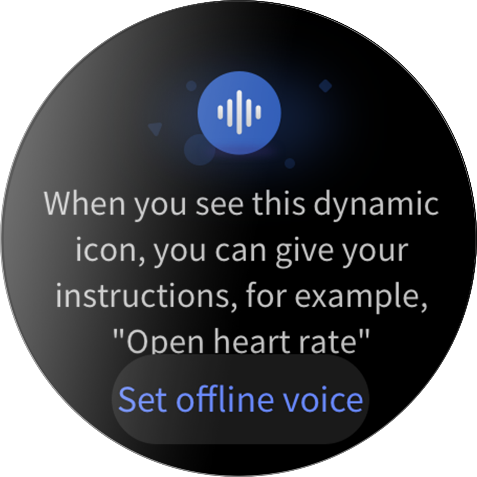 When you see this dynamic
icon, you can give your
instructions, for example,
"Open heart rate"
Set offline voice